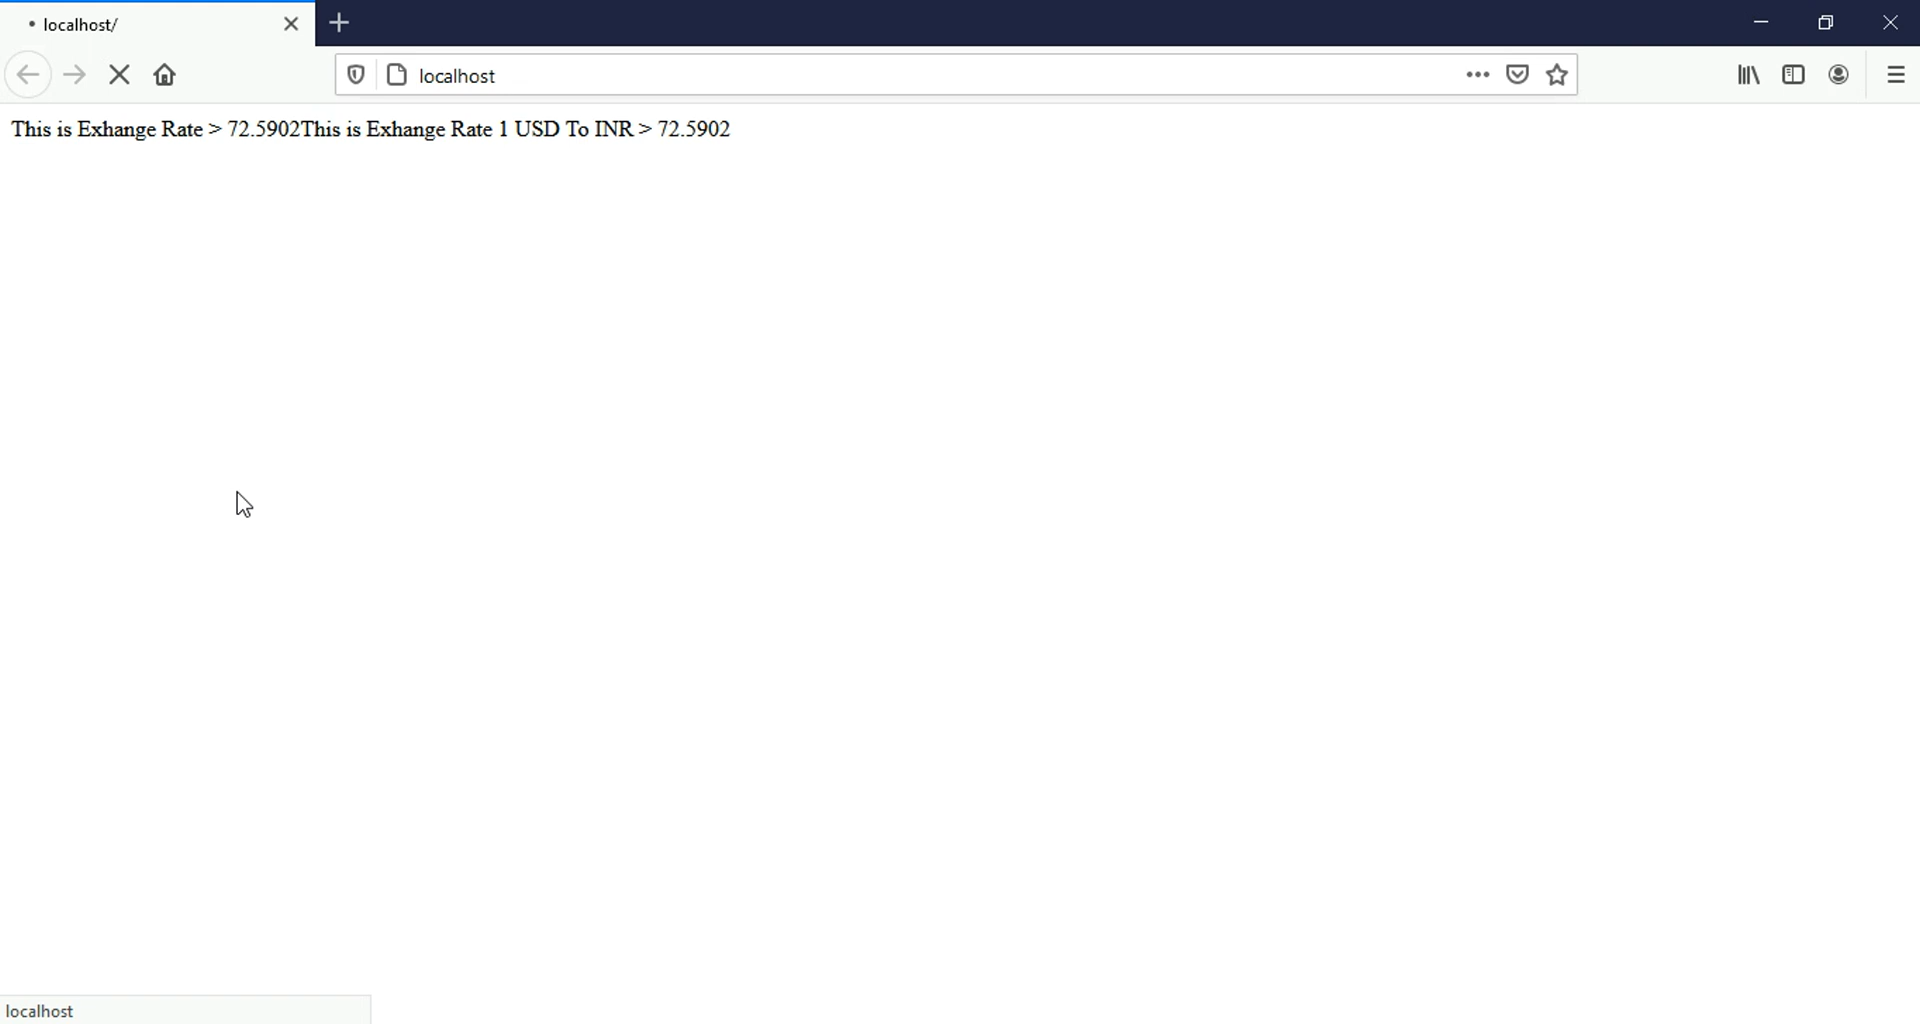 localhost/
localhost
This is Exhange Rate > 72.5902This is Exhange Rate 1 USD To INR > 72.5902
localhost